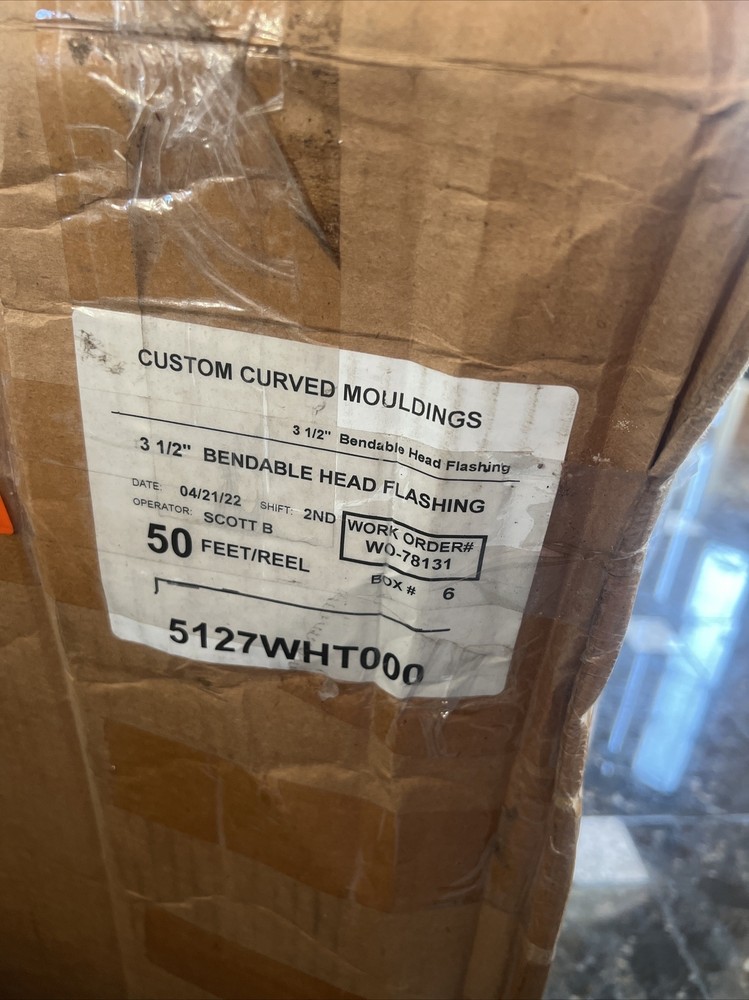 CUSTOM CURVED MOULDINGS
3 1/2" Bendable Head Flashing
3 1/2" BENDABLE HEAD FLASHING
DATE: 04/21/22 SHIFT: 2ND
OPERATOR: SCOTT B
WORK ORDER#
WO-78131
50 FEET/REEL
BOX # 6
5127WHT000